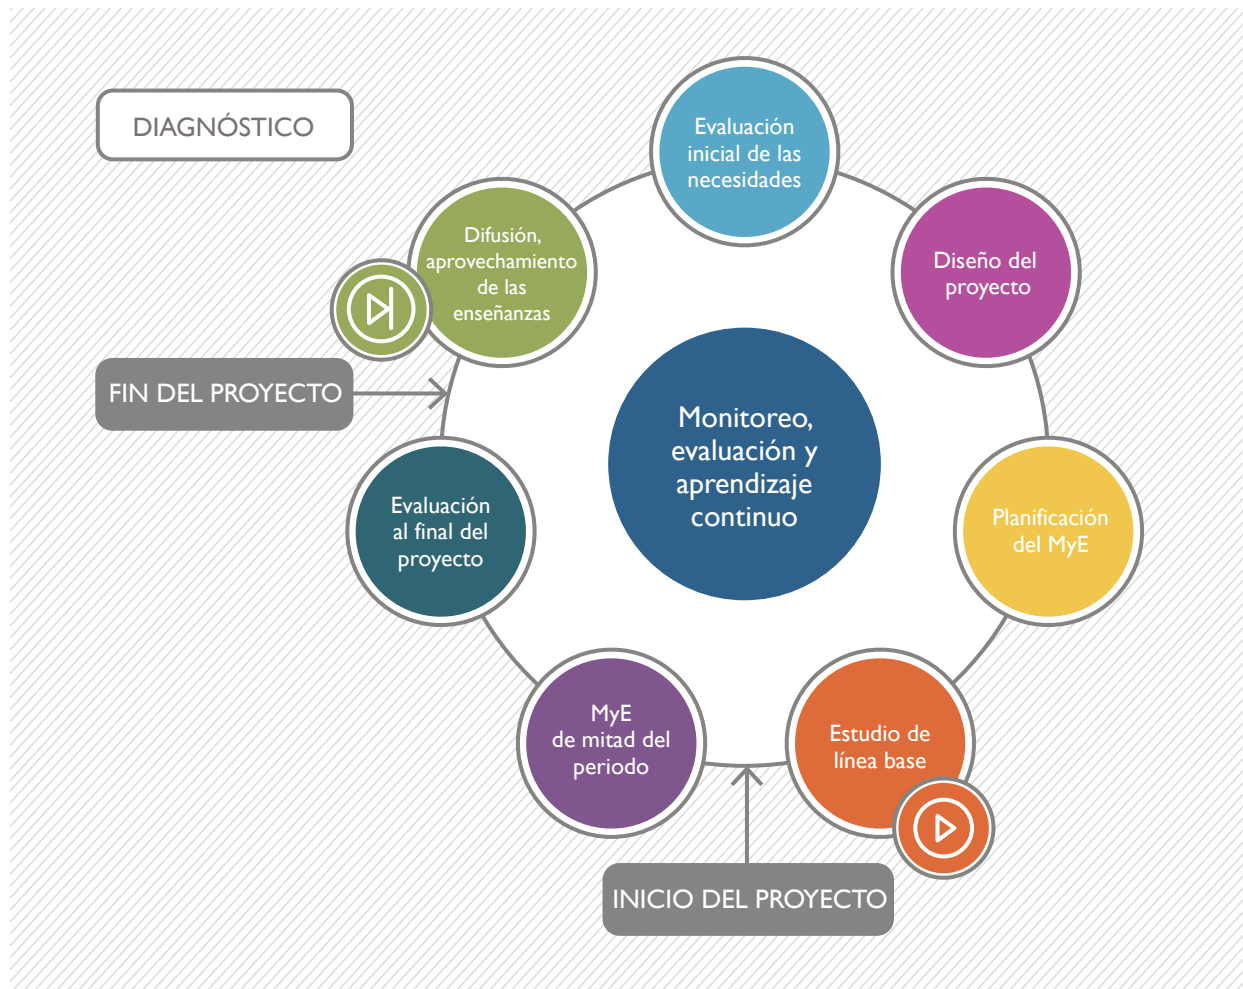 DIAGNÓSTICO
Evaluación
inicial de las
necesidades
Diseño del
proyecto
Planificación
del MyE
Estudio de
línea base
INICIO DEL PROYECTO
MyE
de mitad del
periodo
Evaluación
al final del
proyecto
FIN DEL PROYECTO
Difusión,
aprovechamiento
de las
enseñanzas
Monitoreo,
evaluación y
aprendizaje
continuo